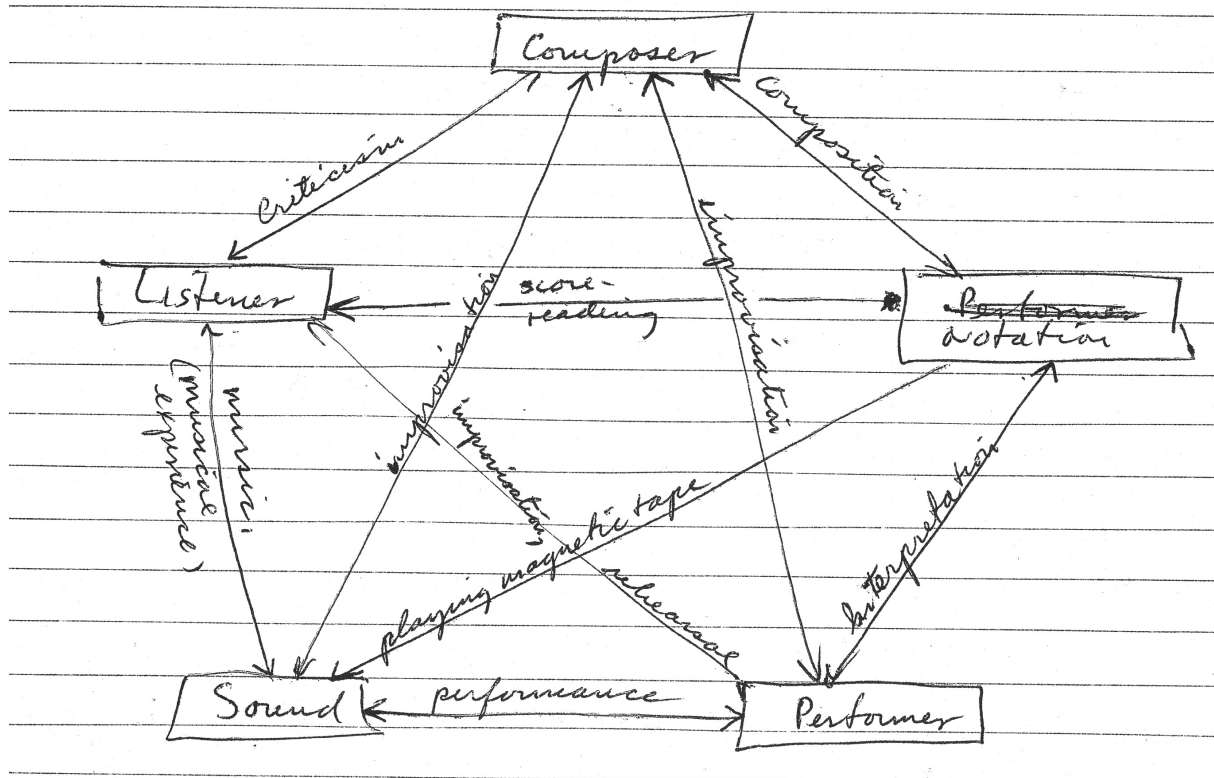 Composer
Criticism
Composition
improvisation
improvisation
Listener
score-
reading
Performer
Notation
music:
(musical
experience)
improvisation,
rehearsal
playing magnetic tape
Interpretation
Sound
performance
Performer